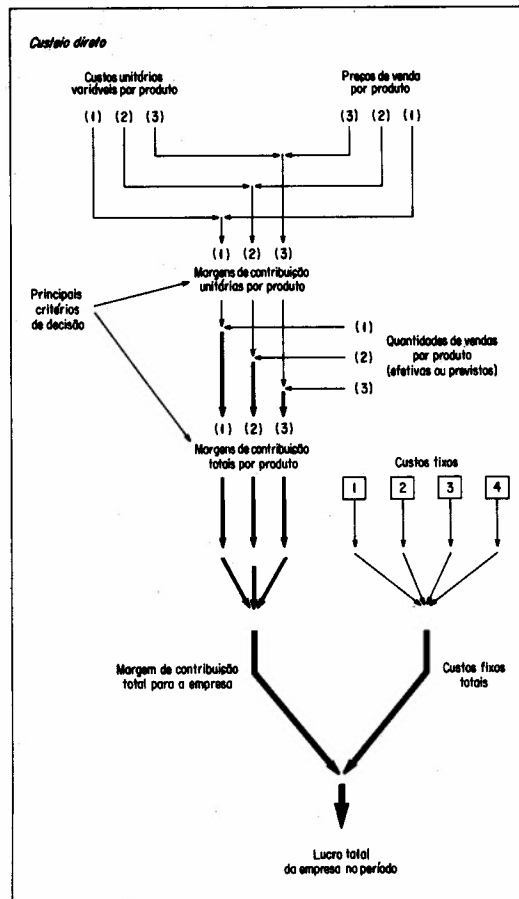 Custeio direto
Custos unitários
variáveis por produto
(1) (2) (3)
Preços de venda
por produto
(3) (2) (1)
(1) (2) (3)
Margens de contribuição
unitárias por produto
Principais
critérios
de decisão
(1)
(2)
(3)
Quantidades de vendas
por produto
(efetivas ou previstos)
(1) (2) (3)
Margens de contribuição
totais por produto
Custos fixos
1 2 3 4
Margem de contribuição
total para a empresa
Custos fixos
totais
Lucro total
da empresa no período